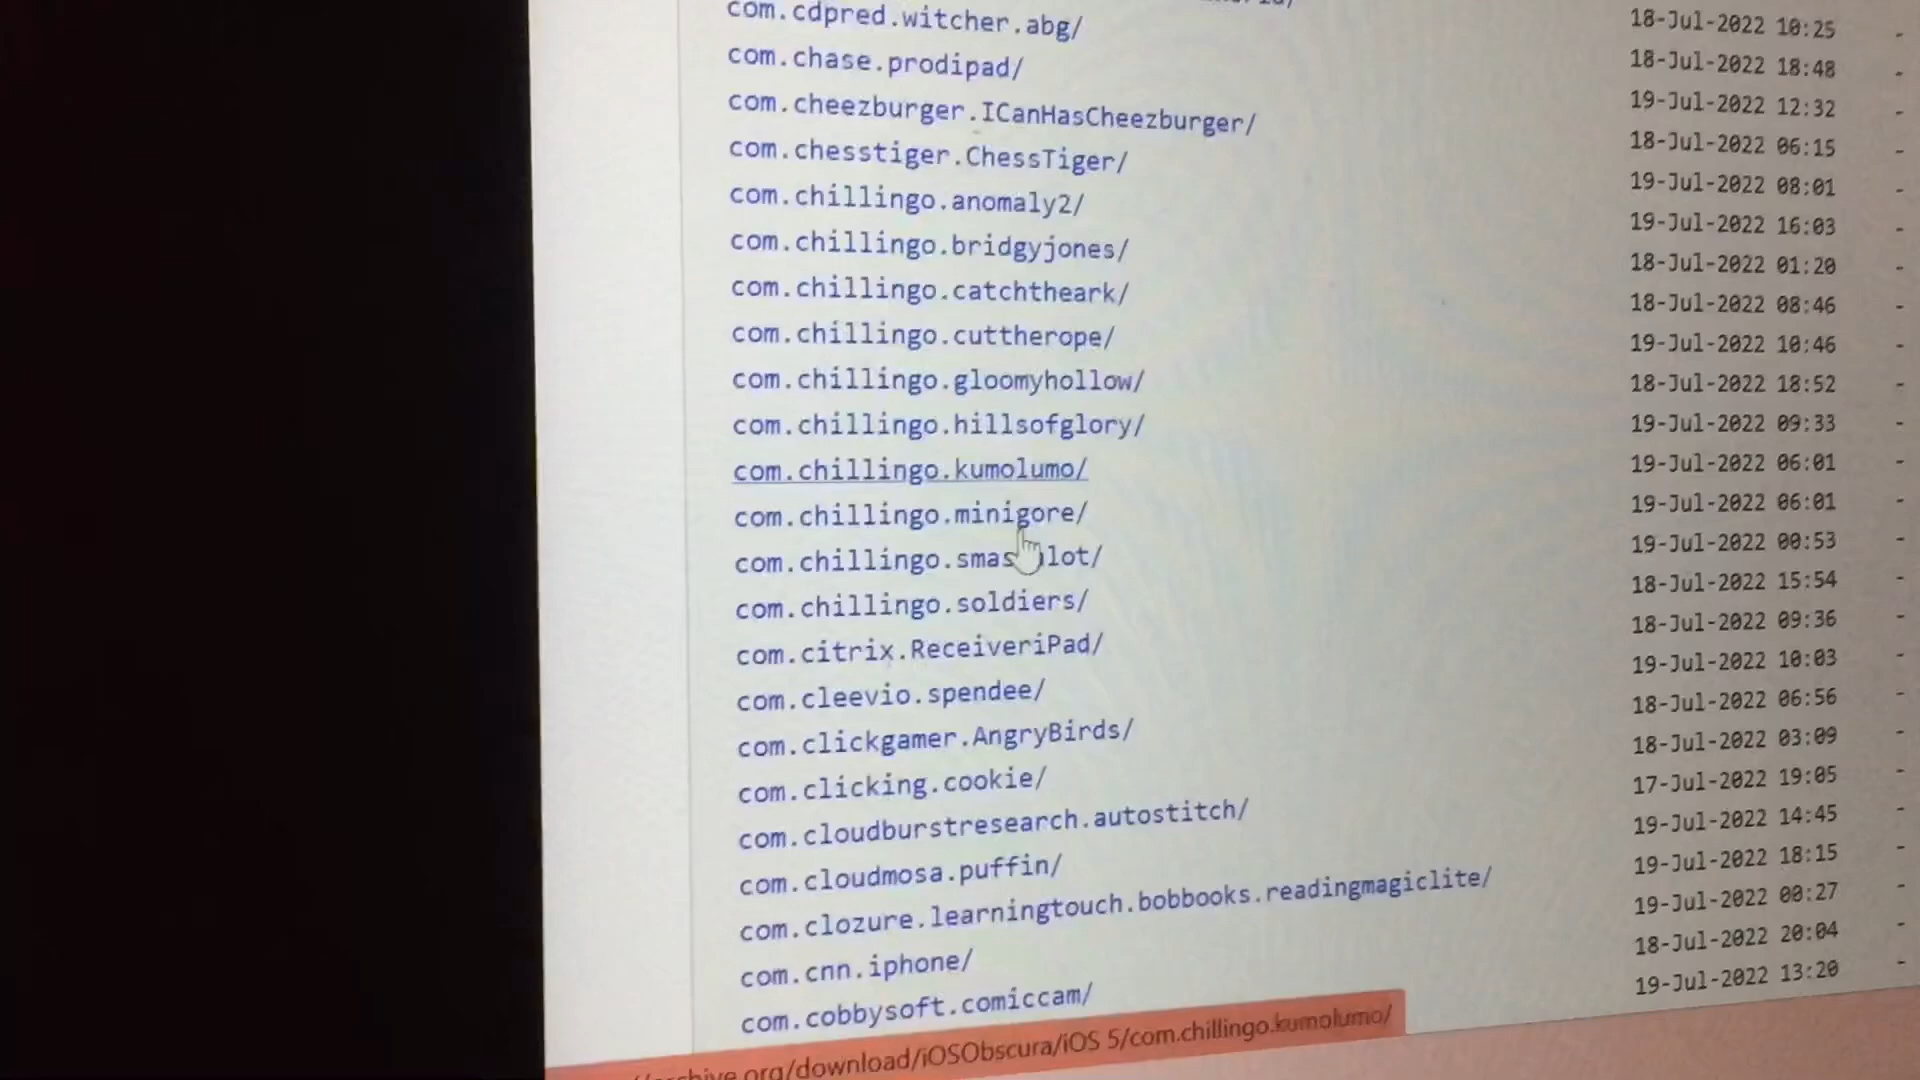 18-Jul-2022 10:25 -
com.cdpred.witcher.abg/ 18-Jul-2022 18:48 -
com.chase.prodipad/ 19-Jul-2022 12:32 -
com.cheezburger.ICanHasCheezburger/ 18-Jul-2022 06:15 -
com.chesstiger.ChessTiger/ 19-Jul-2022 08:01 -
com.chillingo.anomaly2/ 19-Jul-2022 16:03 -
com.chillingo.bridgyjones/ 18-Jul-2022 01:20 -
com.chillingo.catchtheark/ 18-Jul-2022 08:46 -
com.chillingo.cuttherope/ 19-Jul-2022 10:46 -
com.chillingo.gloomyhollow/ 18-Jul-2022 18:52 -
com.chillingo.hillsofglory/ 19-Jul-2022 09:33 -
com.chillingo.kumolumo/ 19-Jul-2022 06:01 -
com.chillingo.minigore/ 19-Jul-2022 06:01 -
com.chillingo. 19-Jul-2022 00:53 -
com.chillingo.soldiers/ 18-Jul-2022 15:54 -
com.citrix.ReceiveriPad/ 18-Jul-2022 09:36 -
com.cleevio.spendee/ 19-Jul-2022 10:03 -
com.clickgamer.AngryBirds/ 18-Jul-2022 06:56 -
com.clicking.cookie/ 18-Jul-2022 03:09 -
com.cloudburstresearch.autostitch/ 17-Jul-2022 19:05 -
com.cloudmosa.puffin/ 19-Jul-2022 14:45 -
com.clozure.learningtouch.bobbooks.readingmagiclite/ 19-Jul-2022 18:15 -
com.cnn.iphone/ 19-Jul-2022 00:27 -
com.cobbysoft.comiccam/ 18-Jul-2022 20:04 -
19-Jul-2022 13:20 -
archive.org/download/iOSObscura/iOS 5/com.chillingo.kumolumo/